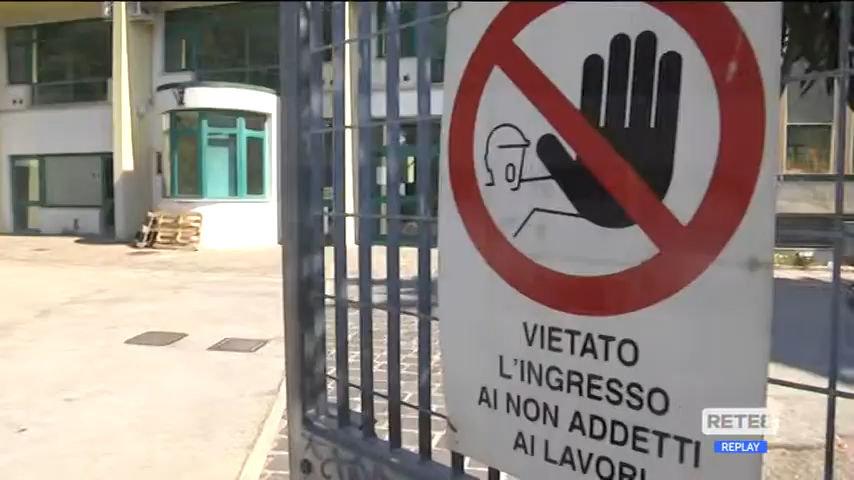 VIETATO
L'INGRESSO
AI NON ADDETTI
AI LAVORI
RETE8
REPLAY